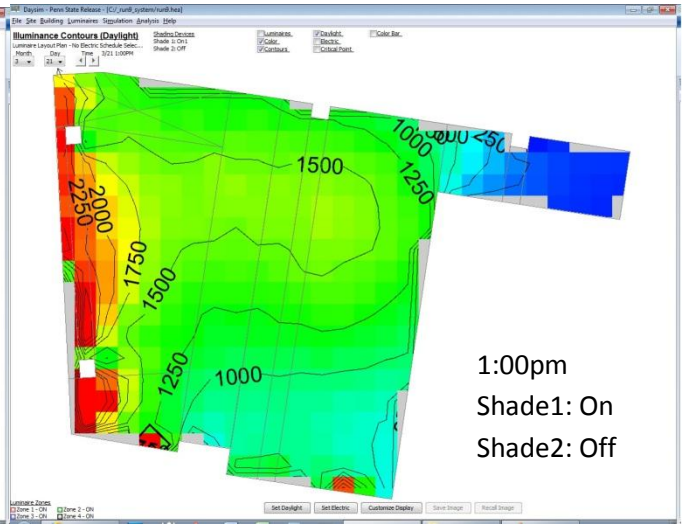 Daysim - Penn State Release - [C:/_run8_system/run8.hea]
File Site Building Luminaires Simulation Analysis Help
Illuminance Contours (Daylight)
Luminaire Layout Plan - No Electric Schedule Selec...
Month Day Time 3/21 1:00PM
3 21
Shading Devices
Shade 1: On1
Shade 2: Off
Luminaires Daylight Color Bar
Color Electric
Contours Critical Point
1000
250
1500
1250
2250
2000
1750
1500
1250
1000
1:00pm
Shade1: On
Shade2: Off
Luminaire Zones
Zone 1 - ON Zone 2 - ON
Zone 3 - ON Zone 4 - ON
Set Daylight Set Electric Customize Display Save Image Recall Image